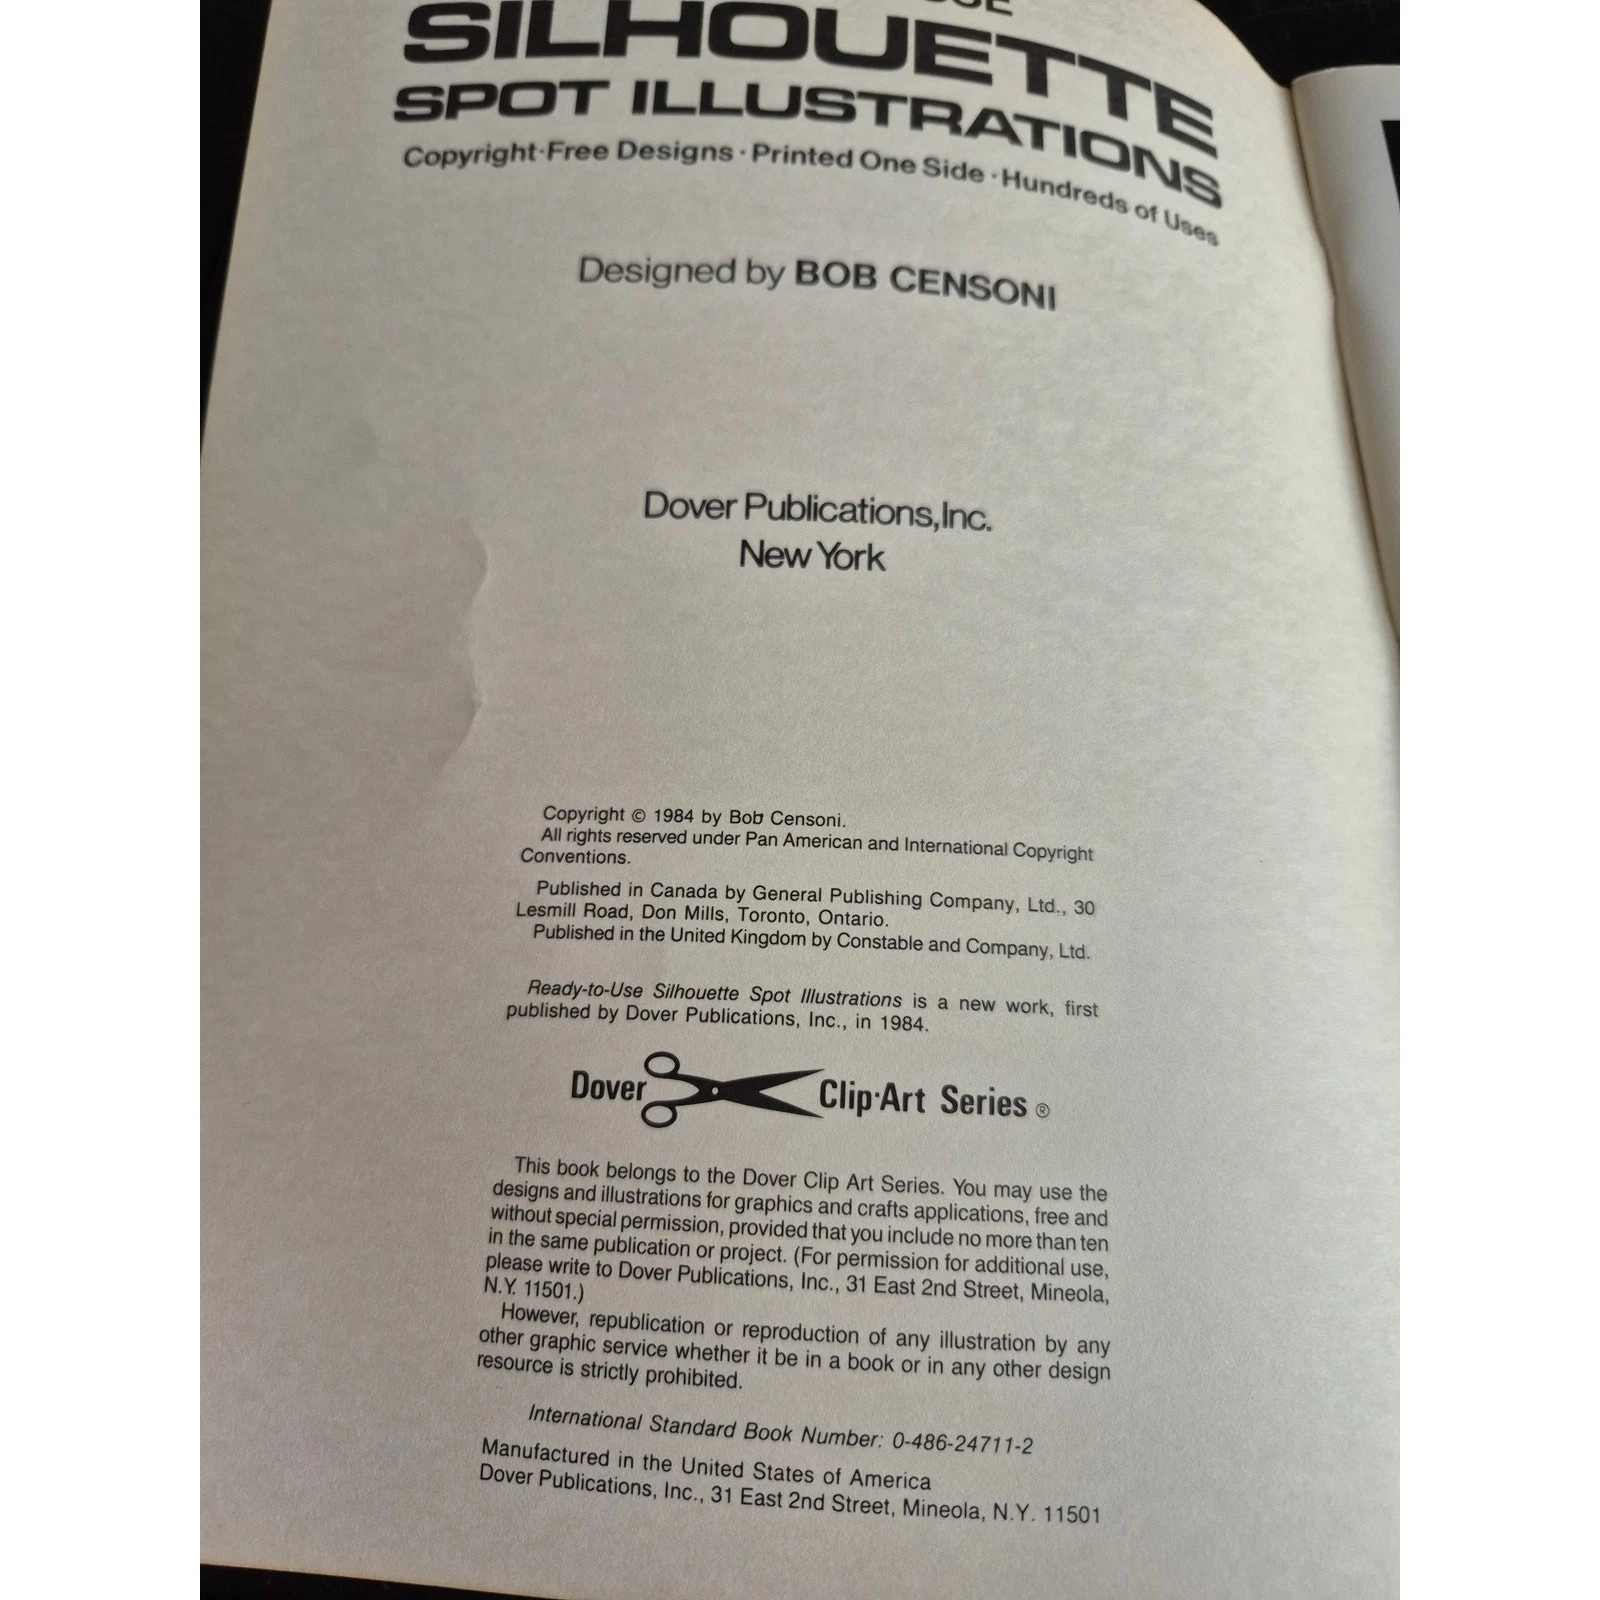 SILHOUETTE
SPOT ILLUSTRATIONS
Copyright·Free Designs · Printed One Side · Hundreds of Uses
Designed by BOB CENSONI
Dover Publications, Inc.
New York
Copyright © 1984 by Bob Censoni.
All rights reserved under Pan American and International Copyright
Conventions.
Published in Canada by General Publishing Company, Ltd., 30
Lesmill Road, Don Mills, Toronto, Ontario.
Published in the United Kingdom by Constable and Company, Ltd.
Ready-to-Use Silhouette Spot Illustrations is a new work, first
published by Dover Publications, Inc., in 1984.
Dover Clip·Art Series ®
This book belongs to the Dover Clip Art Series. You may use the
designs and illustrations for graphics and crafts applications, free and
without special permission, provided that you include no more than ten
in the same publication or project. (For permission for additional use,
please write to Dover Publications, Inc., 31 East 2nd Street, Mineola,
N.Y. 11501.)
However, republication or reproduction of any illustration by any
other graphic service whether it be in a book or in any other design
resource is strictly prohibited.
International Standard Book Number: 0-486-24711-2
Manufactured in the United States of America
Dover Publications, Inc., 31 East 2nd Street, Mineola, N.Y. 11501